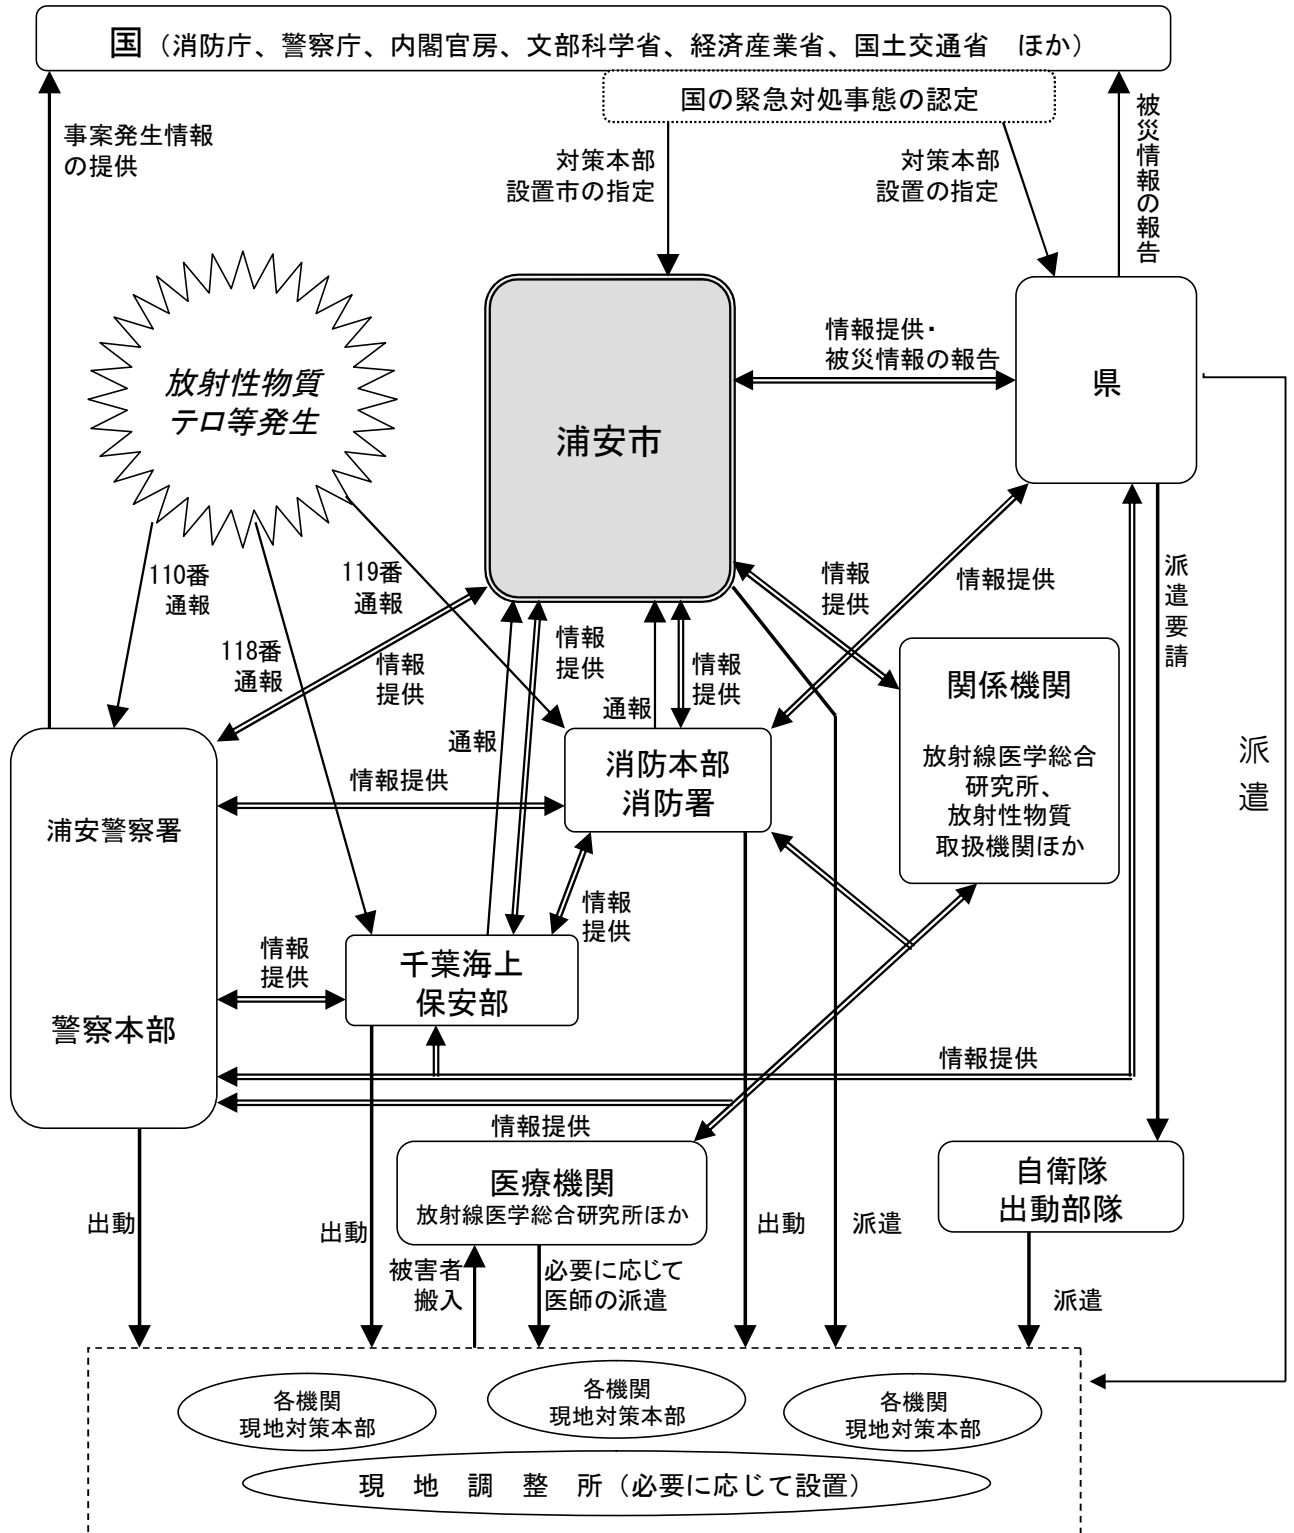 国（消防庁、警察庁、内閣官房、文部科学省、経済産業省、国土交通省　ほか）
国の緊急対処事態の認定
事案発生情報
の提供
対策本部
設置市の指定
対策本部
設置の指定
被災情報の報告
放射性物質
テロ等発生
浦安市
情報提供・
被災情報の報告
県
110番
通報
119番
通報
118番
通報
情報
提供
情報
提供
情報
提供
情報
提供
情報提供
派遣要請
通報
通報
関係機関
放射線医学総合
研究所、
放射性物質
取扱機関ほか
派遣
情報提供
消防本部
消防署
浦安警察署
警察本部
情報
提供
情報
提供
千葉海上
保安部
情報提供
情報提供
医療機関
放射線医学総合研究所ほか
自衛隊
出動部隊
出動
出動
被害者
搬入
必要に応じて
医師の派遣
出動
派遣
派遣
各機関
現地対策本部
各機関
現地対策本部
各機関
現地対策本部
現　地　調　整　所（必要に応じて設置）